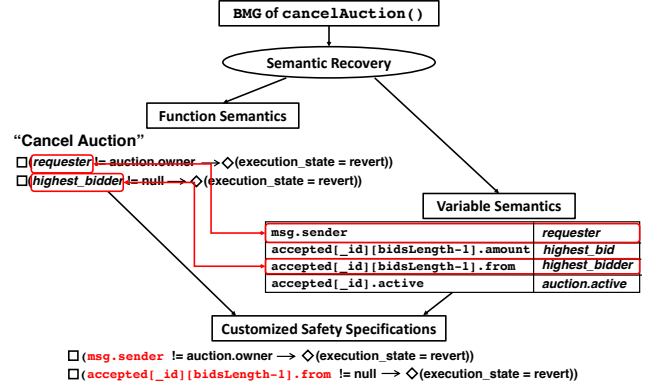 BMG of cancelAuction()
Semantic Recovery
Function Semantics
"Cancel Auction"
□(requester != auction.owner → ◇(execution_state = revert))
□(highest_bidder != null → ◇(execution_state = revert))
Variable Semantics
msg.sender requester
accepted[_id][bidsLength-1].amount highest_bid
accepted[_id][bidsLength-1].from highest_bidder
accepted[_id].active auction.active
Customized Safety Specifications
□(msg.sender != auction.owner → ◇(execution_state = revert))
□(accepted[_id][bidsLength-1].from != null → ◇(execution_state = revert))